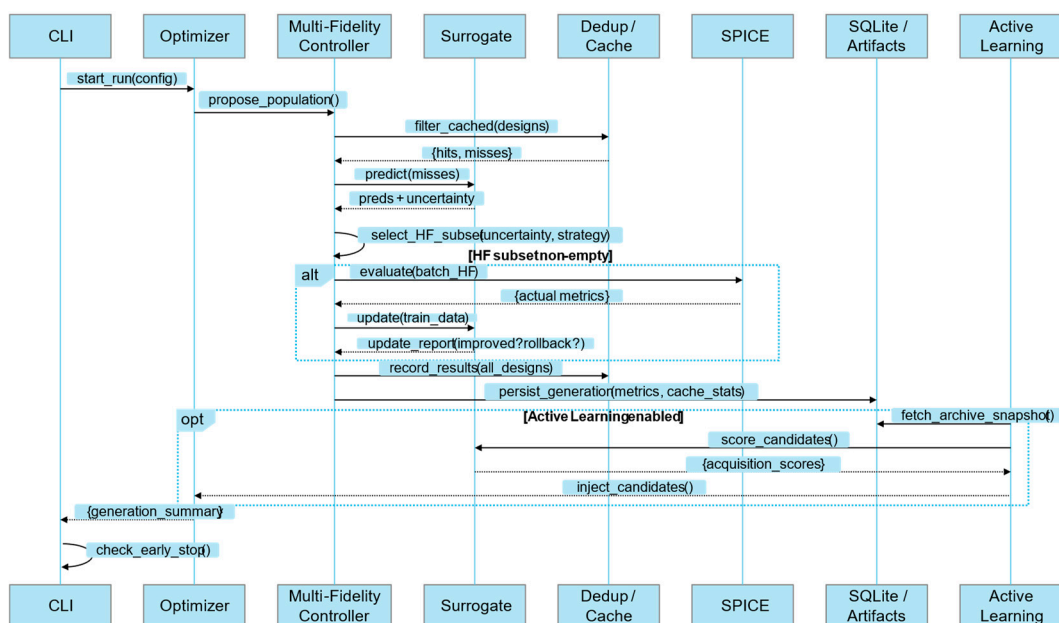 CLI
Optimizer
Multi-Fidelity
Controller
Surrogate
Dedup /
Cache
SPICE
SQLite /
Artifacts
Active
Learning
start_run(config)
propose_population()
filter_cached(designs)
{hits, misses}
predict(misses)
preds + uncertainty
select_HF_subset(uncertainty, strategy)
[HF subset non-empty]
alt
evaluate(batch_HF)
{actual metrics}
update(train_data)
update_report(improved?rollback?)
record_results(all_designs)
persist_generation(metrics, cache_stats)
opt
[Active Learning enabled]
fetch_archive_snapshot()
score_candidates()
{acquisition_scores}
inject_candidates()
{generation_summary}
check_early_stop()
CLI
Optimizer
Multi-Fidelity
Controller
Surrogate
Dedup /
Cache
SPICE
SQLite /
Artifacts
Active
Learning